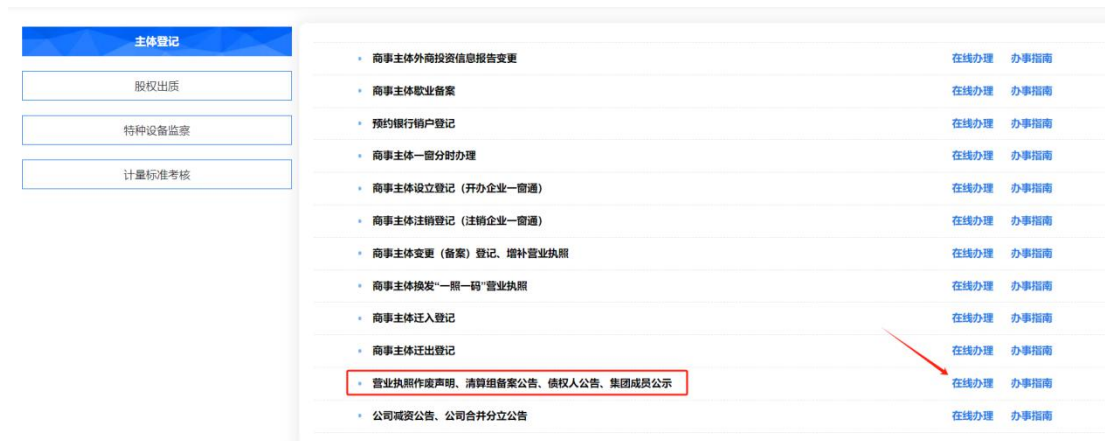 主体登记
股权出质
特种设备监察
计量标准考核
商事主体外商投资信息报告变更 在线办理 办事指南
商事主体歇业备案 在线办理 办事指南
预约银行销户登记 在线办理 办事指南
商事主体一窗分时办理 在线办理 办事指南
商事主体设立登记（开办企业一窗通） 在线办理 办事指南
商事主体注销登记（注销企业一窗通） 在线办理 办事指南
商事主体变更（备案）登记、增补营业执照 在线办理 办事指南
商事主体换发“一照一码”营业执照 在线办理 办事指南
商事主体迁入登记 在线办理 办事指南
商事主体迁出登记 在线办理 办事指南
营业执照作废声明、清算组备案公告、债权人公告、集团成员公示 在线办理 办事指南
公司减资公告、公司合并分立公告 在线办理 办事指南